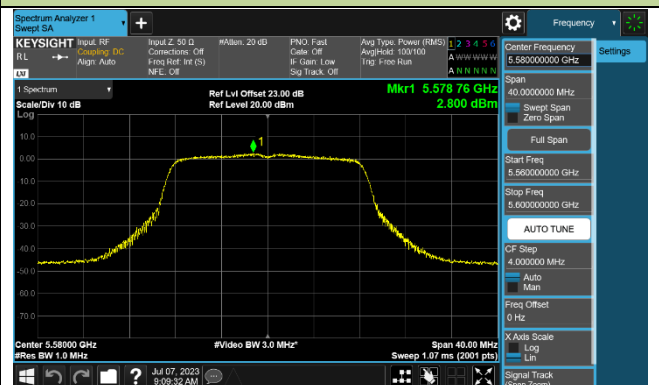 Spectrum Analyzer 1
Swept SA
Frequency
KEYSIGHT
RL
LXI
Input: RF
Coupling: DC
Align: Auto
Input Z: 50 Ω
Corrections: Off
Freq Ref: Int (S)
NFE: Off
#Atten: 20 dB
PNO: Fast
Gate: Off
IF Gain: Low
Sig Track: Off
Avg Type: Power (RMS)
Avg|Hold: 100/100
Trig: Free Run
1 2 3 4 5 6
A W W W W W
A N N N N N
1 Spectrum
Scale/Div 10 dB
Log
Ref Lvl Offset 23.00 dB
Ref Level 20.00 dBm
Mkr1 5.578 76 GHz
2.800 dBm
1
10.0
0.00
-10.0
-20.0
-30.0
-40.0
-50.0
-60.0
-70.0
Center 5.58000 GHz
#Res BW 1.0 MHz
#Video BW 3.0 MHz*
Span 40.00 MHz
Sweep 1.07 ms (2001 pts)
Jul 07, 2023
9:09:32 AM
Center Frequency
5.580000000 GHz
Settings
Span
40.0000000 MHz
Swept Span
Zero Span
Full Span
Start Freq
5.560000000 GHz
Stop Freq
5.600000000 GHz
AUTO TUNE
CF Step
4.000000 MHz
Auto
Man
Freq Offset
0 Hz
X Axis Scale
Log
Lin
Signal Track
(Span Zoom)